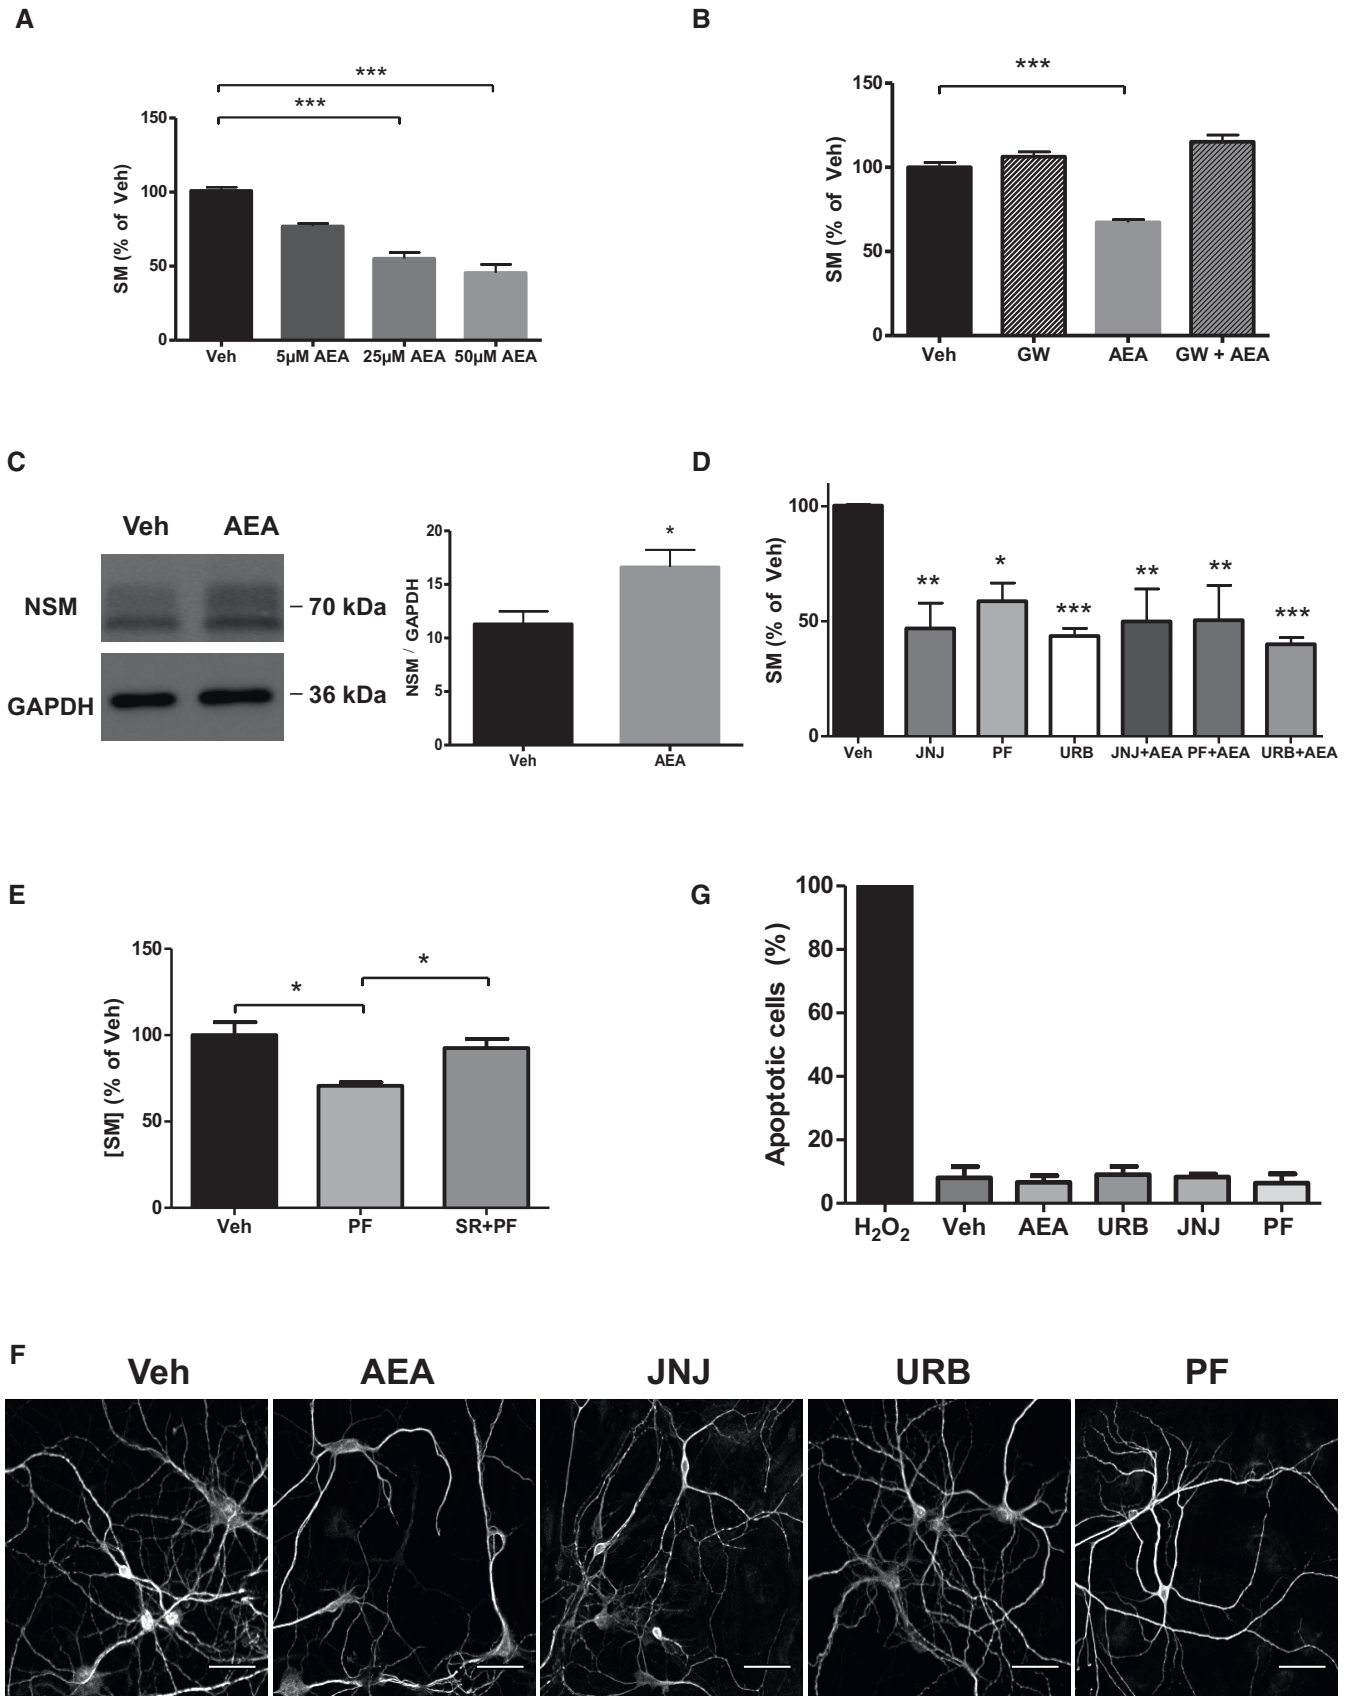 A
***
***
150
100
50
0
SM (% of Veh)
Veh 5µM AEA 25µM AEA 50µM AEA
B
***
150
100
50
0
SM (% of Veh)
Veh GW AEA GW + AEA
C
Veh AEA
NSM
70 kDa
GAPDH
36 kDa
*
20
15
10
5
0
NSM / GAPDH
Veh AEA
D
100
50
0
SM (% of Veh)
** * *** ** ** ***
Veh JNJ PF URB JNJ+AEA PF+AEA URB+AEA
E
* *
150
100
50
0
[SM] (% of Veh)
Veh PF SR+PF
G
100
80
60
40
20
0
Apoptotic cells (%)
H₂O₂ Veh AEA URB JNJ PF
F
Veh AEA JNJ URB PF